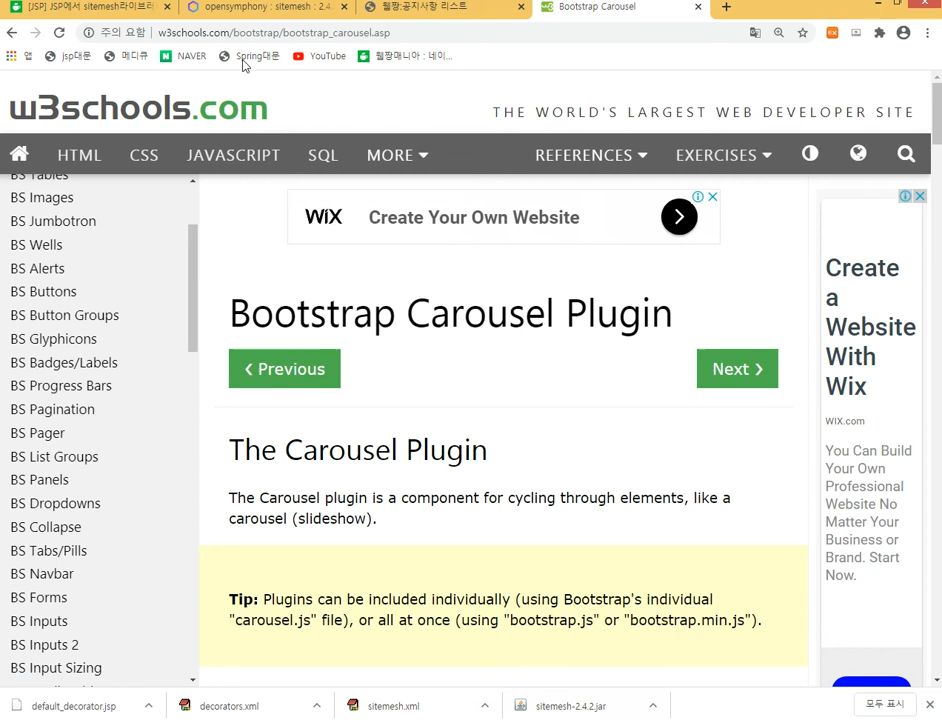 [JSP] JSP에서 sitemesh라이브러리
opensymphony : sitemesh : 2.4.
웰짱:공지사항 리스트
Bootstrap Carousel
주의 요함 | w3schools.com/bootstrap/bootstrap_carousel.asp
앱 jsp대문 메디큐 NAVER Spring대문 YouTube 웰짱매니아 : 네이...
w3schools.com
THE WORLD'S LARGEST WEB DEVELOPER SITE
HTML CSS JAVASCRIPT SQL MORE REFERENCES EXERCISES
BS Tables
BS Images
BS Jumbotron
BS Wells
BS Alerts
BS Buttons
BS Button Groups
BS Glyphicons
BS Badges/Labels
BS Progress Bars
BS Pagination
BS Pager
BS List Groups
BS Panels
BS Dropdowns
BS Collapse
BS Tabs/Pills
BS Navbar
BS Forms
BS Inputs
BS Inputs 2
BS Input Sizing
WiX Create Your Own Website
Bootstrap Carousel Plugin
❮ Previous
Next ❯
The Carousel Plugin
The Carousel plugin is a component for cycling through elements, like a
carousel (slideshow).
Tip: Plugins can be included individually (using Bootstrap's individual
"carousel.js" file), or all at once (using "bootstrap.js" or "bootstrap.min.js").
Create
a
Website
With
Wix
WIX.com
You Can Build
Your Own
Professional
Website No
Matter Your
Business or
Brand. Start
Now.
default_decorator.jsp
decorators.xml
sitemesh.xml
sitemesh-2.4.2.jar
모두 표시